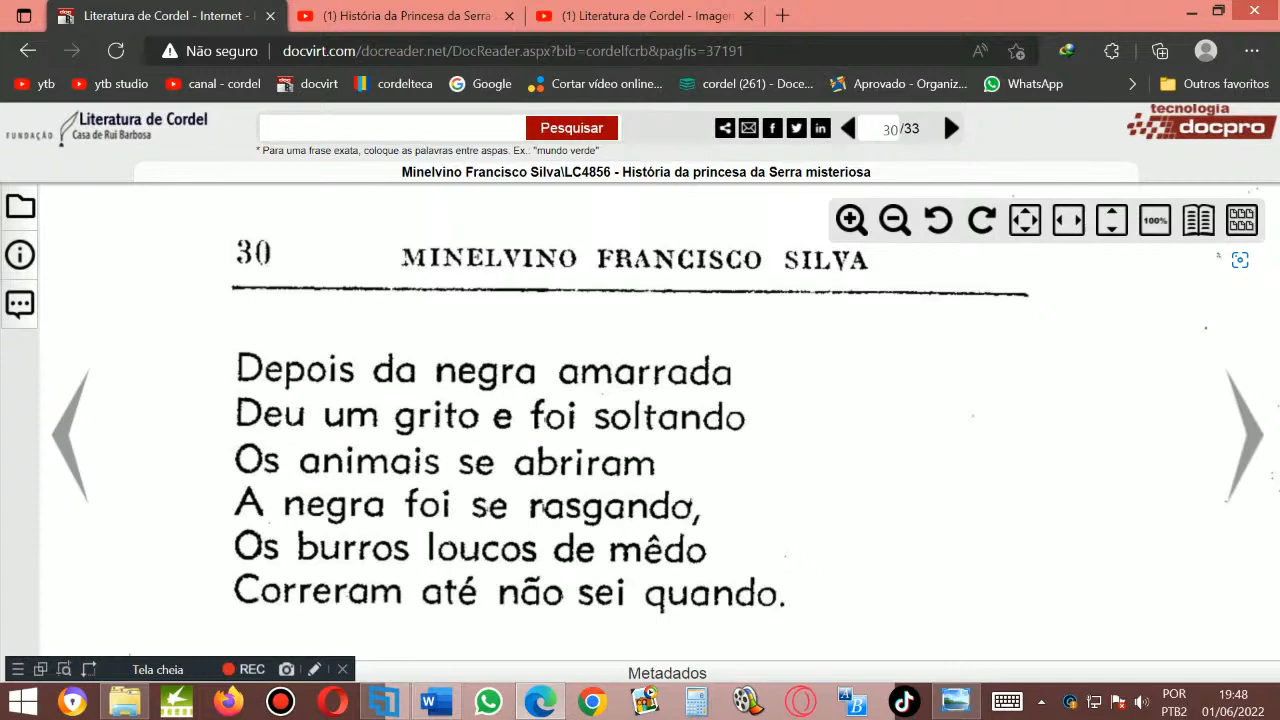 Literatura de Cordel - Internet -
(1) História da Princesa da Serra
(1) Literatura de Cordel - Imagen
Não seguro
docvirt.com/docreader.net/DocReader.aspx?bib=cordelfcrb&pagfis=37191
ytb
ytb studio
canal - cordel
docvirt
cordelteca
Google
Cortar vídeo online...
cordel (261) - Doce...
Aprovado - Organiz...
WhatsApp
Outros favoritos
FUNDAÇÃO
Literatura de Cordel
Casa de Rui Barbosa
Pesquisar
* Para uma frase exata, coloque as palavras entre aspas. Ex.: "mundo verde"
30 /33
tecnologia
docpro
Minelvino Francisco Silva\LC4856 - História da princesa da Serra misteriosa
100%
30 MINELVINO FRANCISCO SILVA
Depois da negra amarrada
Deu um grito e foi soltando
Os animais se abriram
A negra foi se rasgando,
Os burros loucos de mêdo
Correram até não sei quando.
Tela cheia
REC
Metadados
POR
PTB2
19:48
01/06/2022